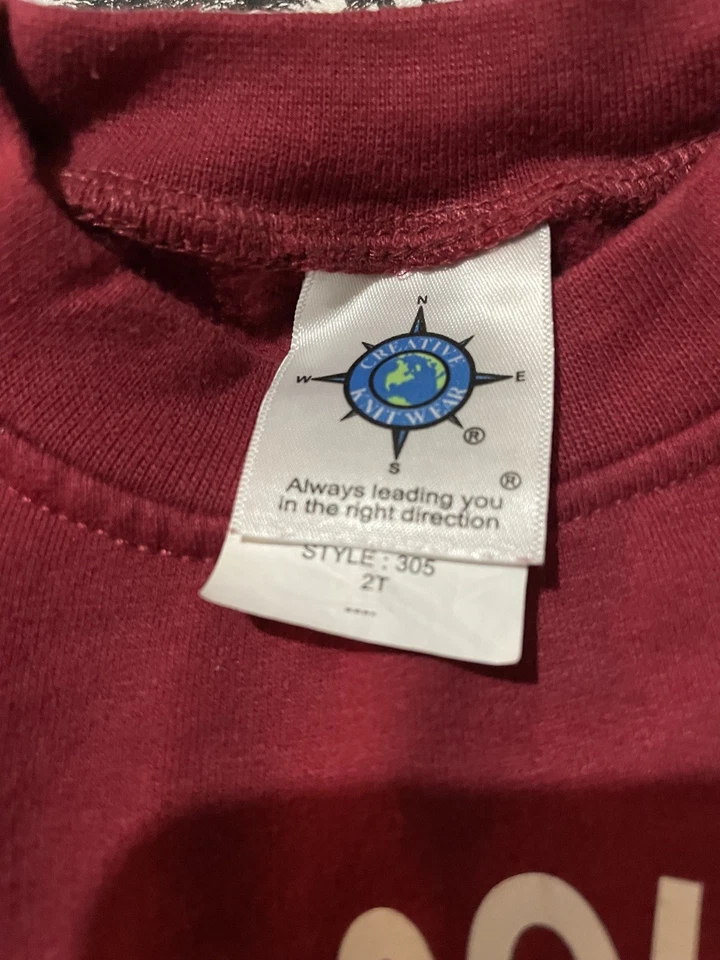 N
CREATIVE
W E
KNIT WEAR
®
S
®
Always leading you
in the right direction
STYLE : 305
2T